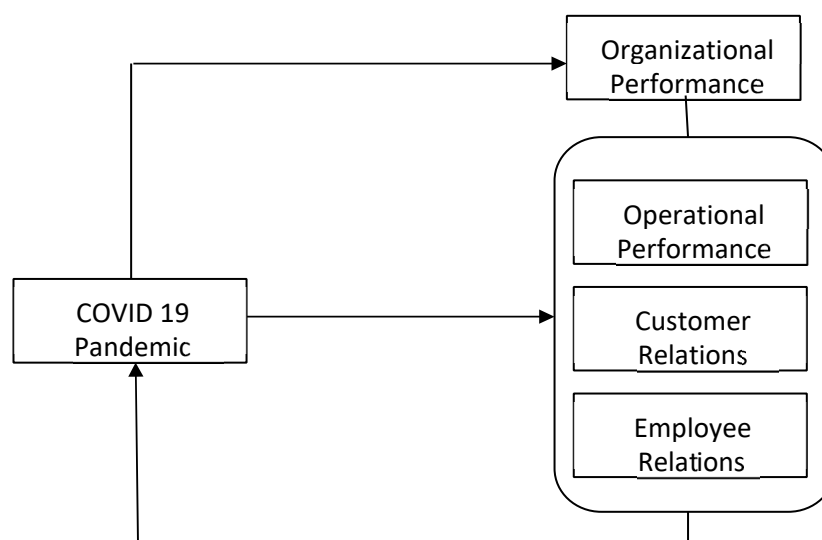 Organizational
Performance
Operational
Performance
COVID 19
Pandemic
Customer
Relations
Employee
Relations